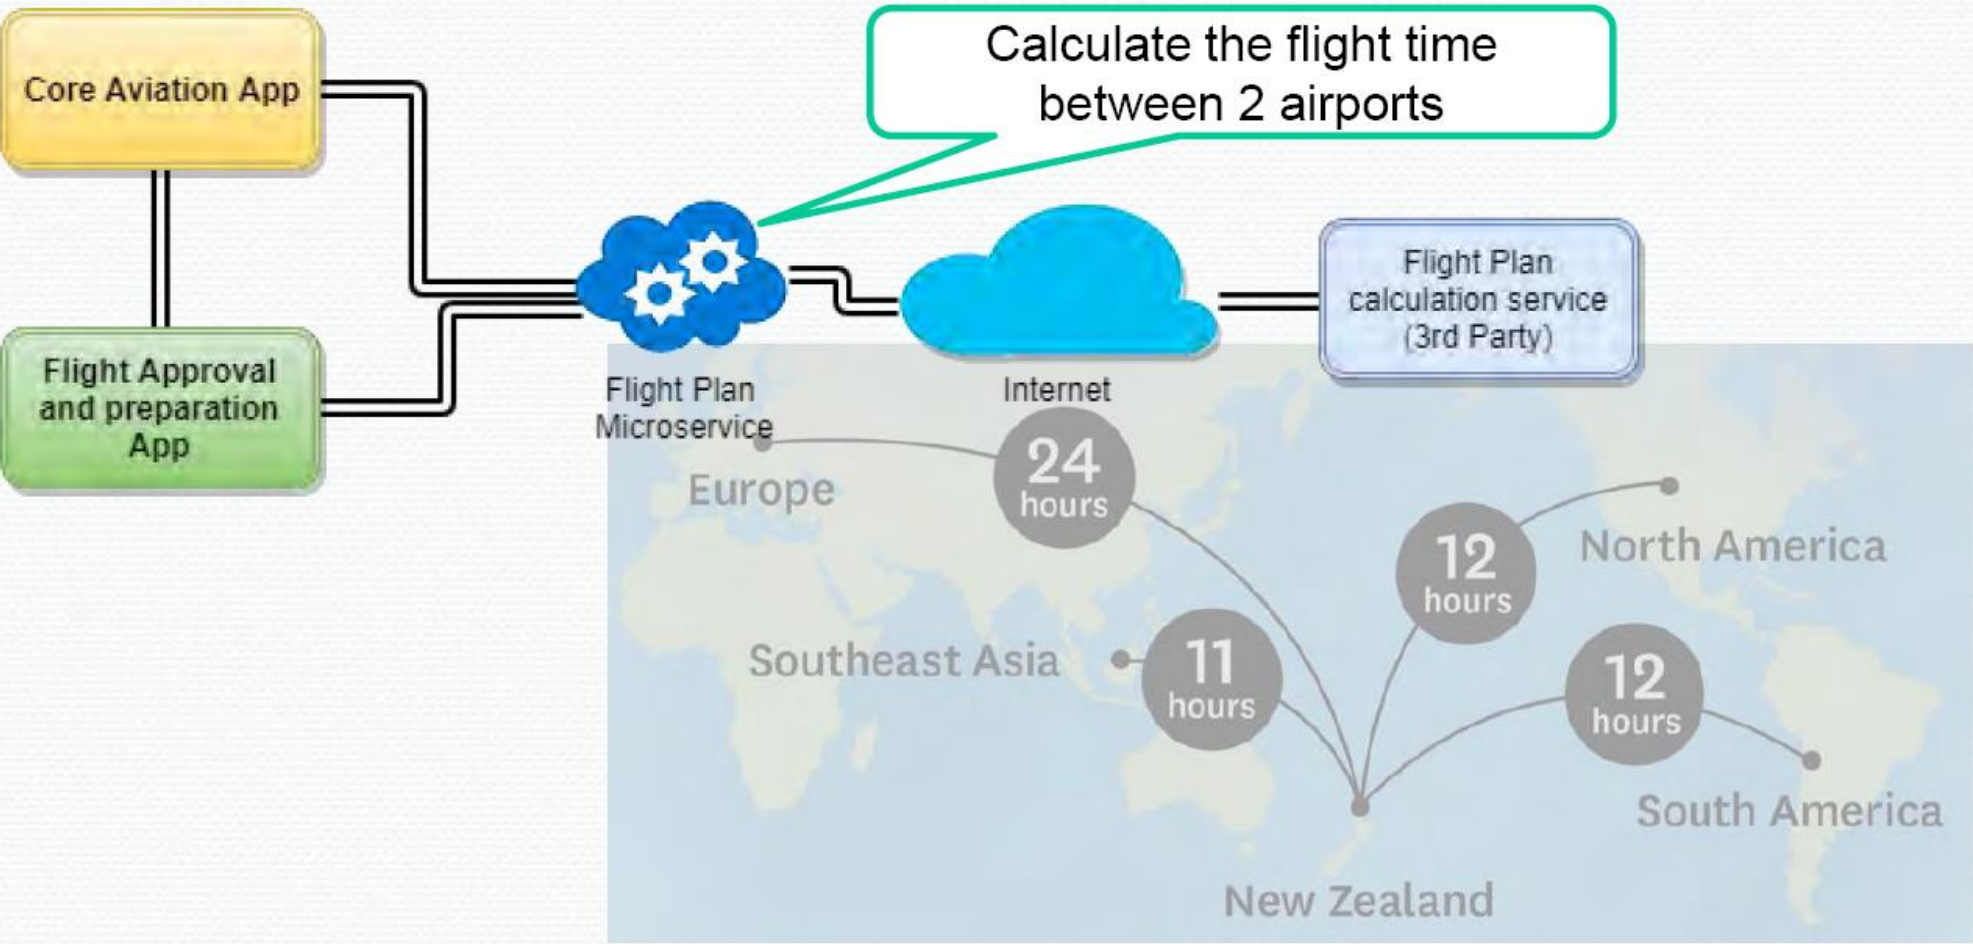 Calculate the flight time
between 2 airports
Core Aviation App
Flight Approval
and preparation
App
Flight Plan
Microservice
Internet
Flight Plan
calculation service
(3rd Party)
Europe
24
hours
12
hours
North America
Southeast Asia
11
hours
12
hours
South America
New Zealand